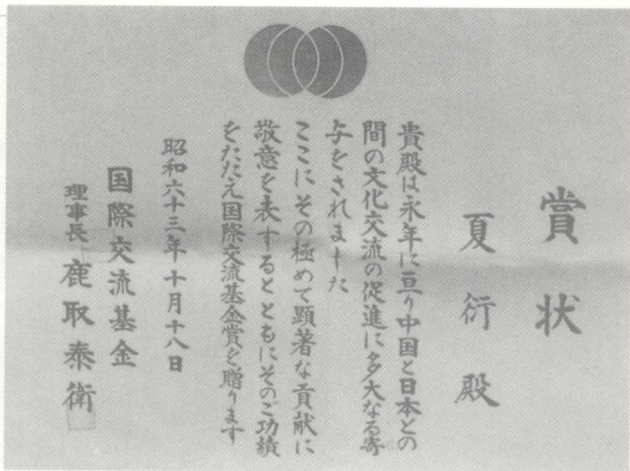 賞状
夏衍殿
貴殿は永年に亘り中国と日本との
間の文化交流の促進に多大なる寄
与をされました
ここにその極めて顕著な貢献に
敬意を表するとともにそのご功績
をたたえ国際交流基金賞を贈ります
昭和六十三年十月十八日
国際交流基金
理事長 鹿取泰衛